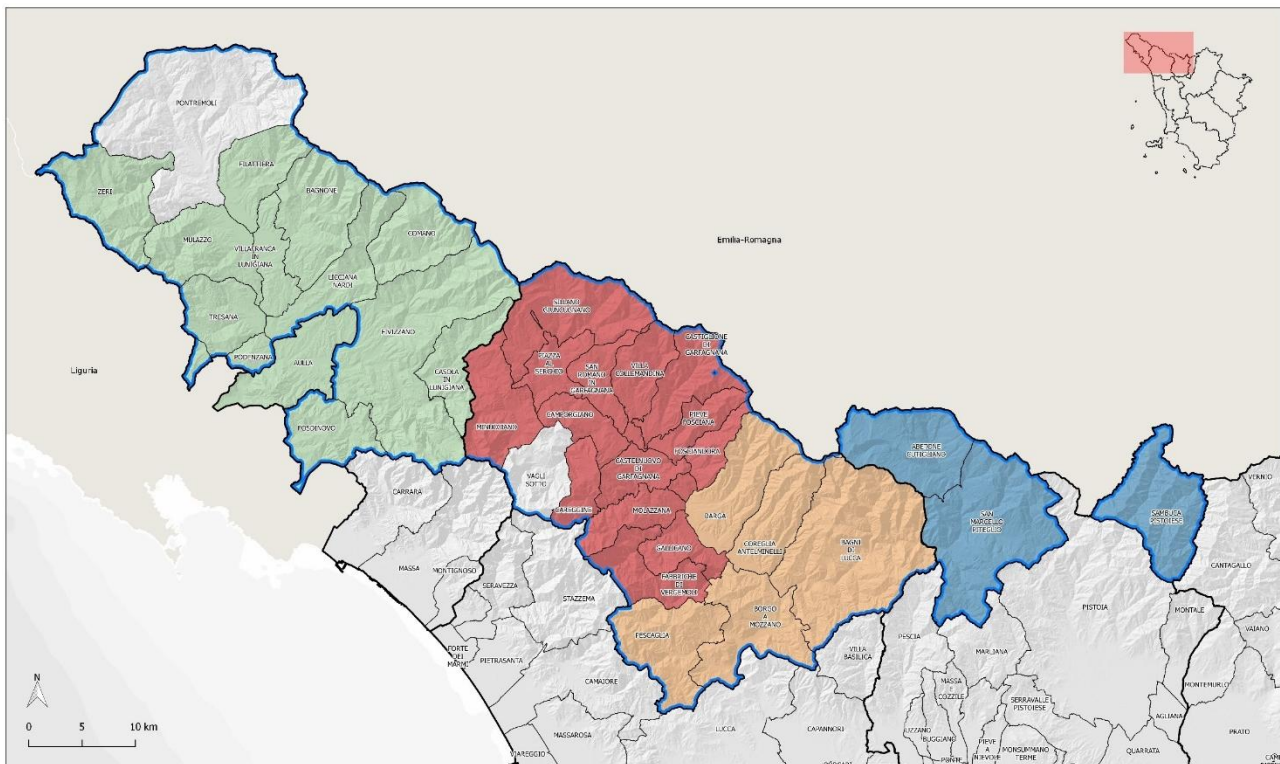 PONTREMOLI
ZERI
FILATTIERA
BAGNONE
MULAZZO
VILLAFRANCA
IN
LUNIGIANA
COMANO
LICCIANA
NARDI
TRESANA
PODENZANA
AULLA
FIVIZZANO
CASOLA
IN
LUNIGIANA
FOSDINOVO
Emilia-Romagna
Liguria
SILLANO
GIUNCUGNANO
CASTIGLIONE
DI
GARFAGNANA
PIAZZA
AL
SERCHIO
SAN
ROMANO
IN
GARFAGNANA
VILLA
COLLEMANDINA
MINUCCIANO
CAMPORGIANO
PIEVE
FOSCIANA
FOSCIANDORA
VAGLI
SOTTO
CASTELNUOVO
DI
GARFAGNANA
CAREGGINE
MOLAZZANA
GALLICANO
FABBRICHE
DI
VERGEMOLI
BARGA
COREGLIA
ANTELMINELLI
BAGNI
DI
LUCCA
BORGO
A
MOZZANO
PESCAGLIA
ABETONE
CUTIGLIANO
SAN
MARCELLO
PITEGLIO
SAMBUCA
PISTOIESE
VERNIO
CANTAGALLO
CARRARA
MASSA
MONTIGNOSO
SERAVEZZA
STAZZEMA
FORTE
DEI
MARMI
PIETRASANTA
CAMAIORE
MASSAROSA
VIAREGGIO
LUCCA
CAPANNORI
VILLA
BASILICA
PESCIA
PISTOIA
MARLIANA
MASSA
E
COZZILE
UZZANO
BUGGIANO
PONTE
PIEVE
A
NIEVOLE
SERRAVALLE
PISTOIESE
MONSUMMANO
TERME
MONTALE
VAIANO
MONTEMURLO
AGLIANA
QUARRATA
PRATO
N
0 5 10 km